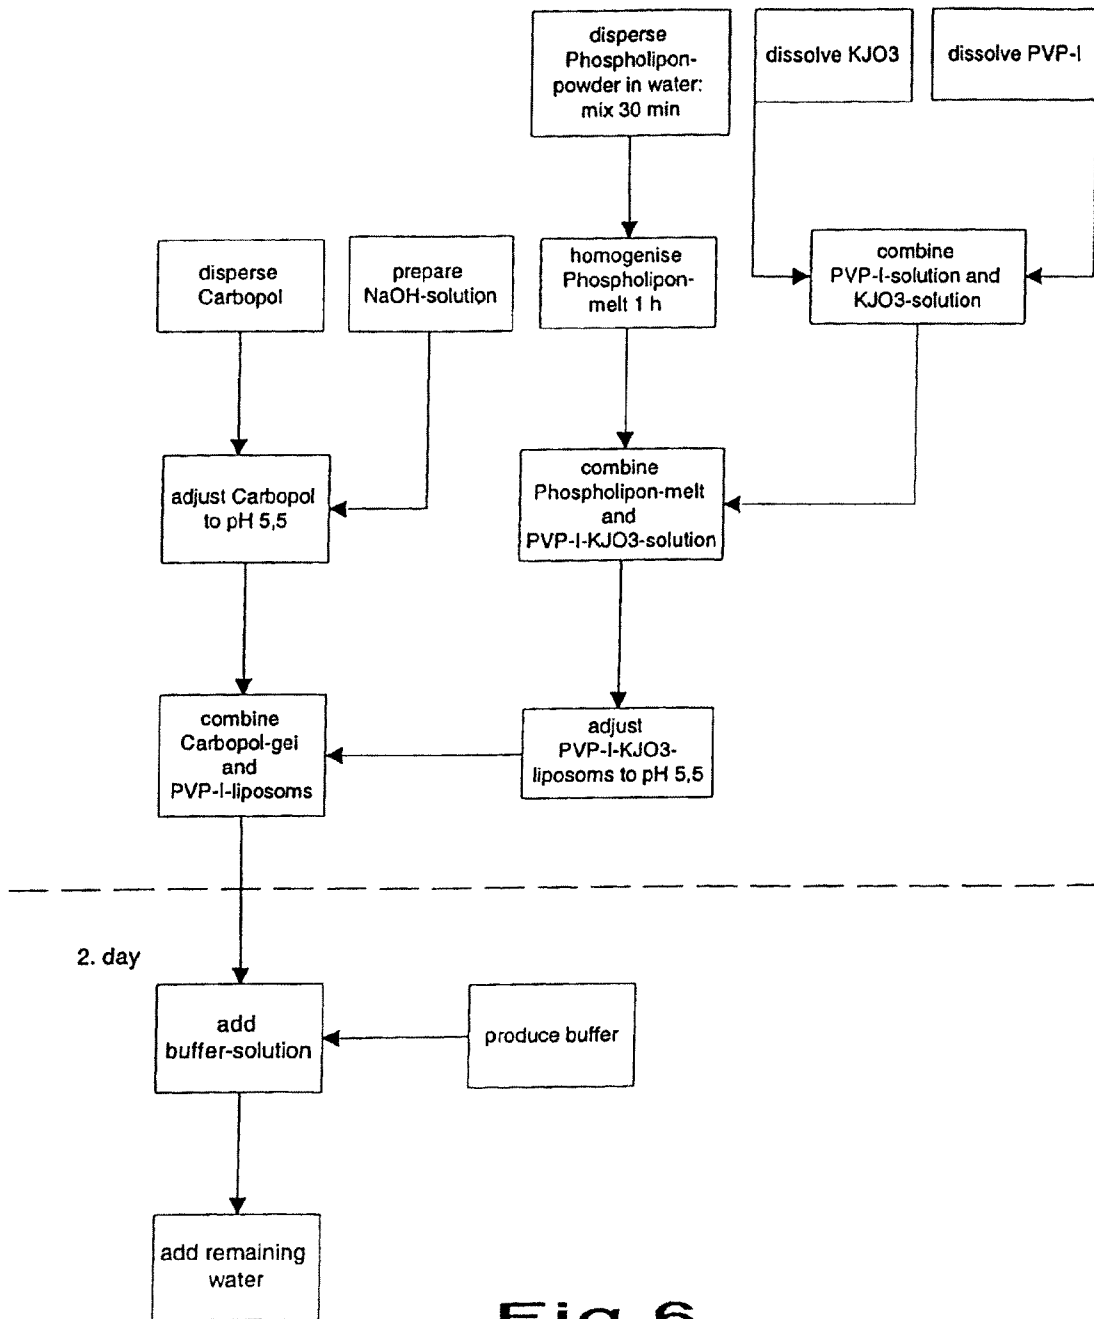 disperse
Phospholipon-
powder in water:
mix 30 min
dissolve KJO3
dissolve PVP-I
disperse
Carbopol
prepare
NaOH-solution
homogenise
Phospholipon-
melt 1 h
combine
PVP-I-solution and
KJO3-solution
adjust Carbopol
to pH 5,5
combine
Phospholipon-melt
and
PVP-I-KJO3-solution
combine
Carbopol-gel
and
PVP-I-liposoms
adjust
PVP-I-KJO3-
liposoms to pH 5,5
2. day
add
buffer-solution
produce buffer
add remaining
water
Fig 6